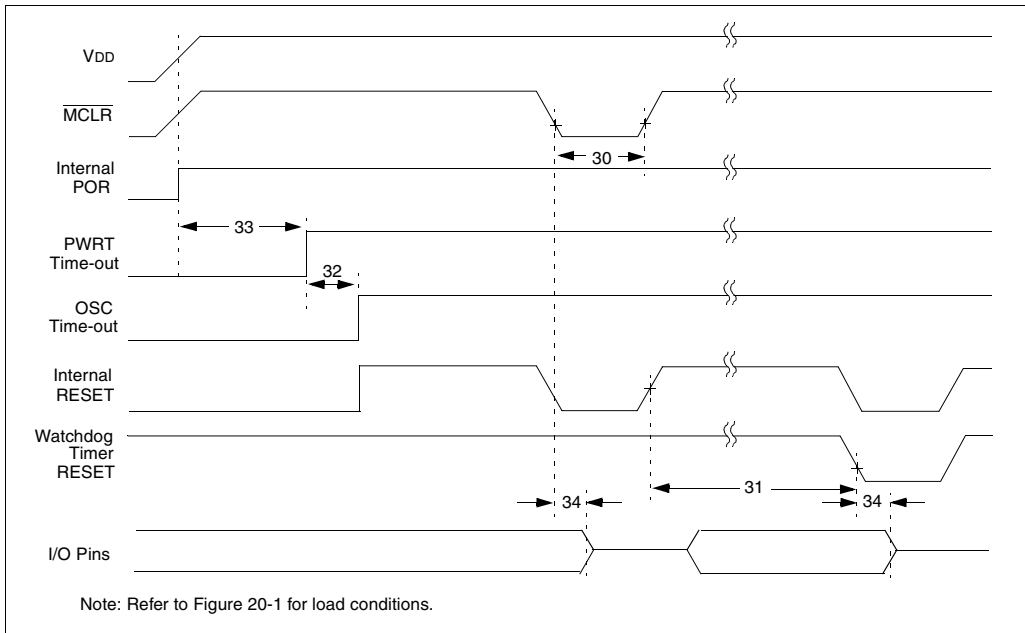 VDD
MCLR
30
Internal
POR
33
PWRT
Time-out
32
OSC
Time-out
Internal
RESET
Watchdog
Timer
RESET
31
34
34
I/O Pins
Note: Refer to Figure 20-1 for load conditions.